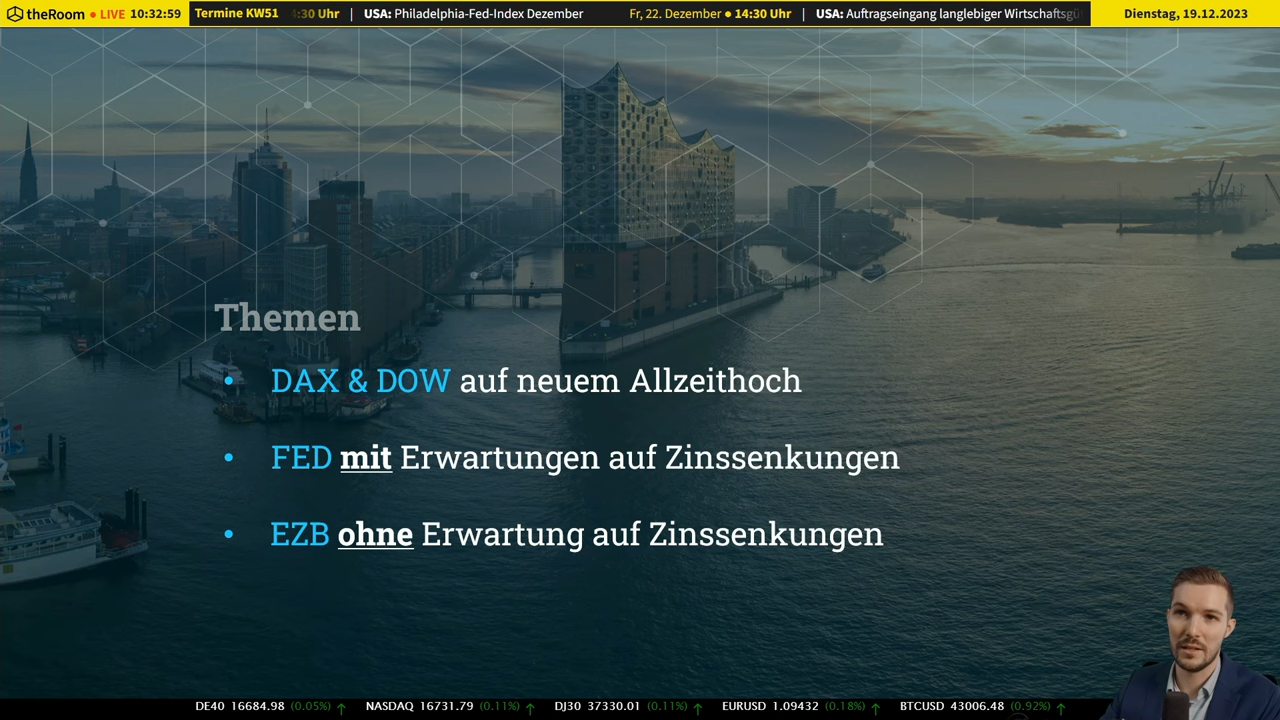 theRoom • LIVE 10:32:59
Termine KW51 :30 Uhr | USA: Philadelphia-Fed-Index Dezember Fr, 22. Dezember • 14:30 Uhr | USA: Auftragseingang langlebiger
Dienstag, 19.12.2023
Themen
• DAX & DOW auf neuem Allzeithoch
• FED mit Erwartungen auf Zinssenkungen
• EZB ohne Erwartung auf Zinssenkungen
DE40 16684.98 (0.05%) ↑ NASDAQ 16731.79 (0.11%) ↑ DJ30 37330.01 (0.11%) ↑ EURUSD 1.09432 (0.18%) ↑ BTCUSD 43006.48 (0.92%) ↑